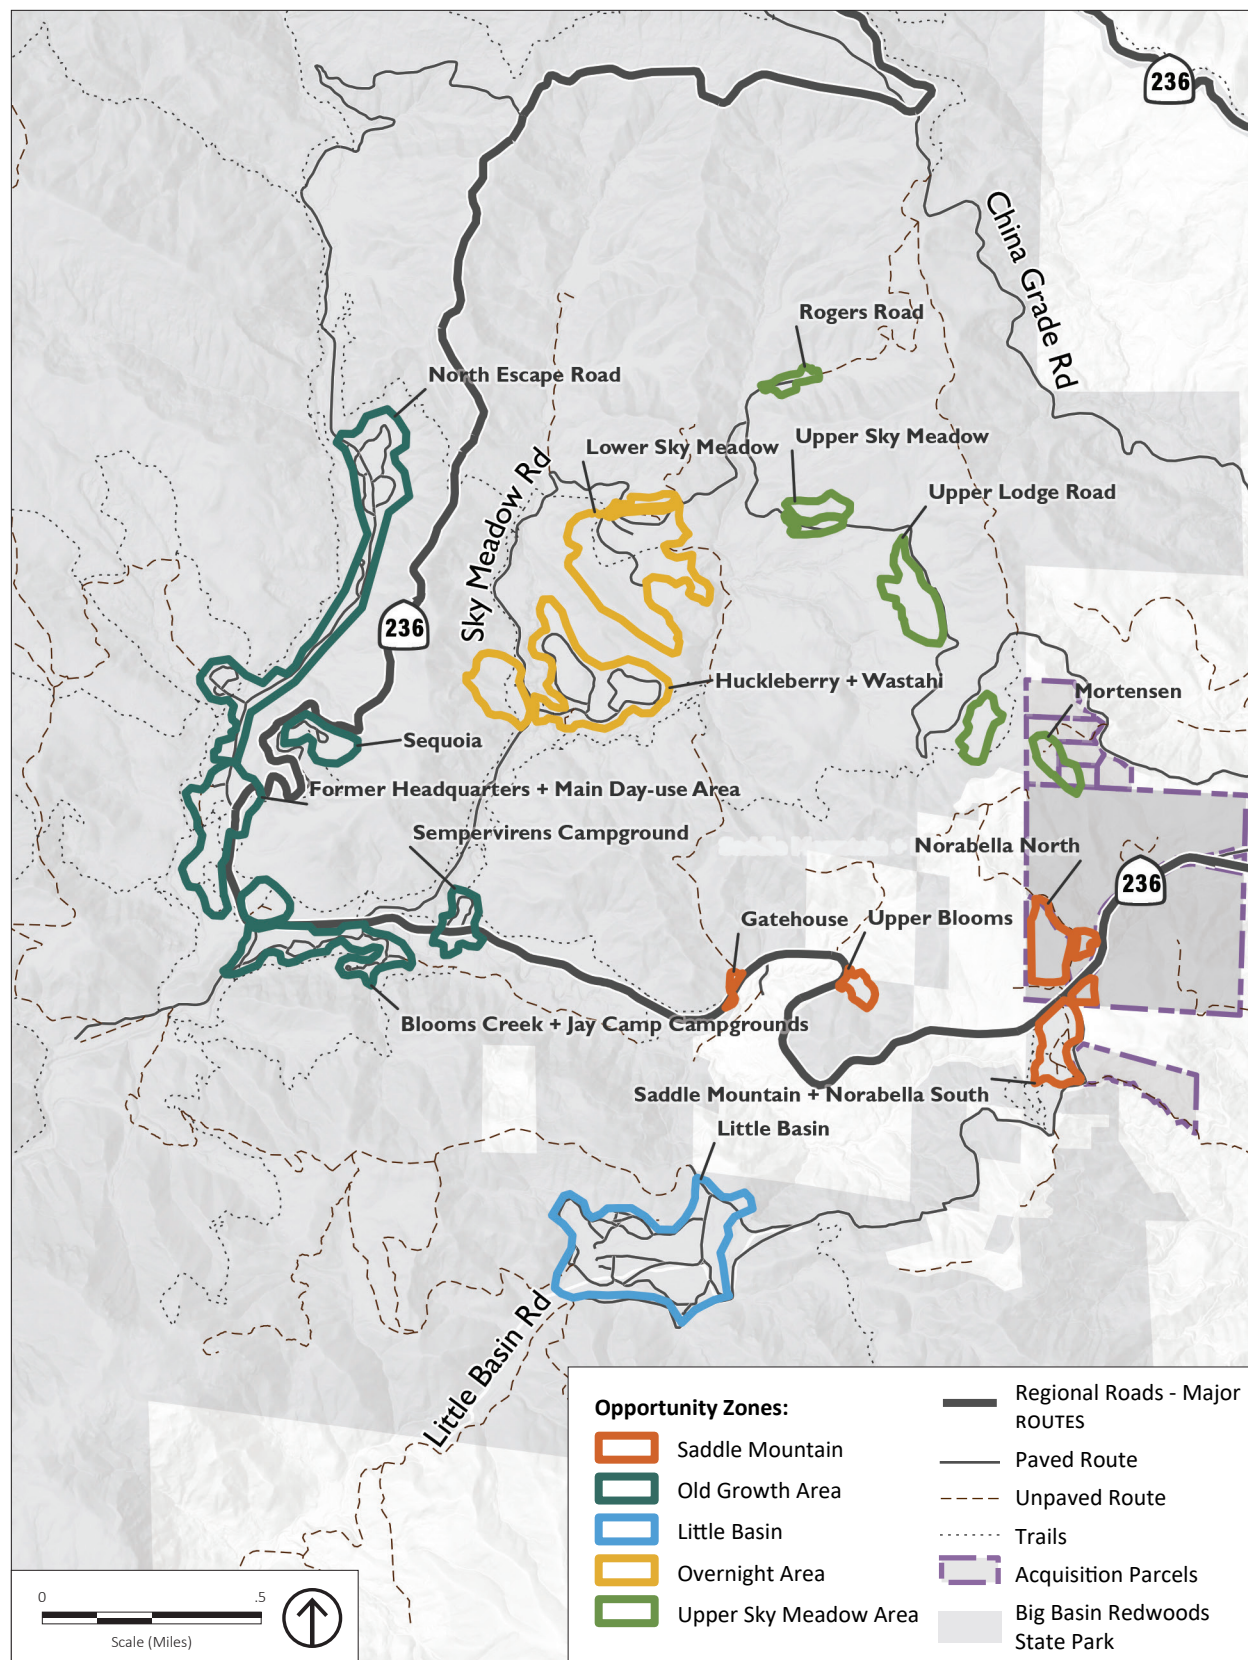 236
China Grade Rd
Rogers Road
North Escape Road
Lower Sky Meadow
Upper Sky Meadow
Upper Lodge Road
Sky Meadow Rd
236
Huckleberry + Wastahi
Mortensen
Sequoia
Former Headquarters + Main Day-use Area
Sempervirens Campground
Norabella North
236
Gatehouse
Upper Blooms
Blooms Creek + Jay Camp Campgrounds
Saddle Mountain + Norabella South
Little Basin
Little Basin Rd
Opportunity Zones:
Saddle Mountain
Old Growth Area
Little Basin
Overnight Area
Upper Sky Meadow Area
Regional Roads - Major
ROUTES
Paved Route
Unpaved Route
Trails
Acquisition Parcels
Big Basin Redwoods
State Park
0 .5
Scale (Miles)